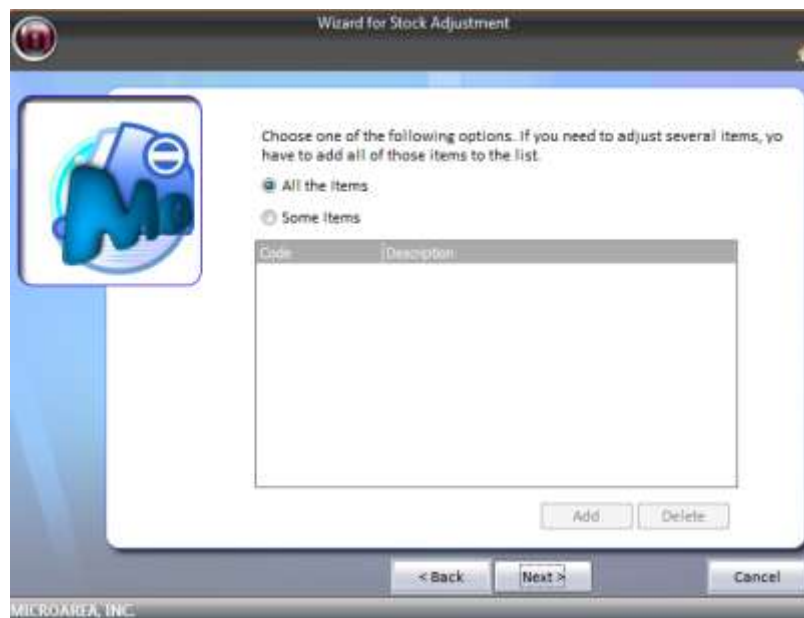 Wizard for Stock Adjustment
Choose one of the following options. If you need to adjust several items, yo
have to add all of those items to the list.
All the Items
Some Items
Code Description
Add Delete
< Back Next > Cancel
MICROAREA, INC.